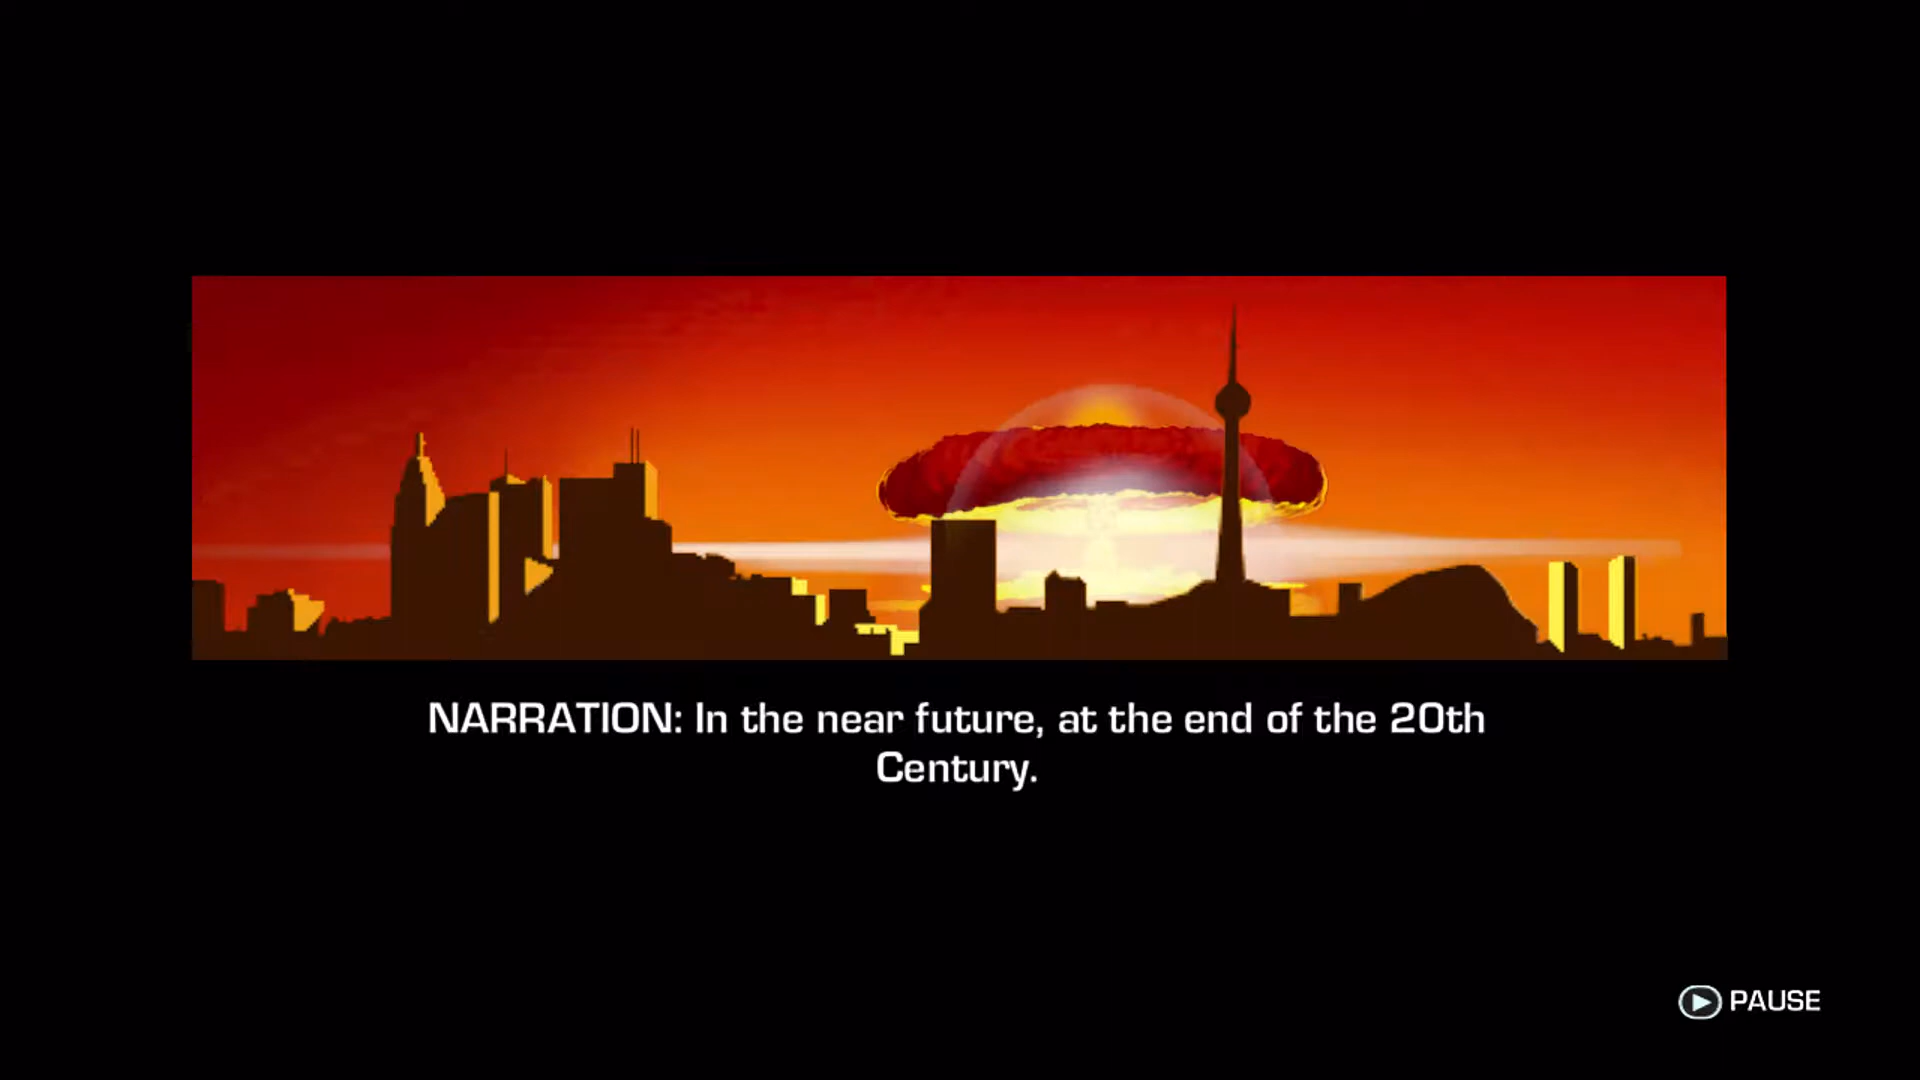 NARRATION: In the near future, at the end of the 20th
Century.
PAUSE